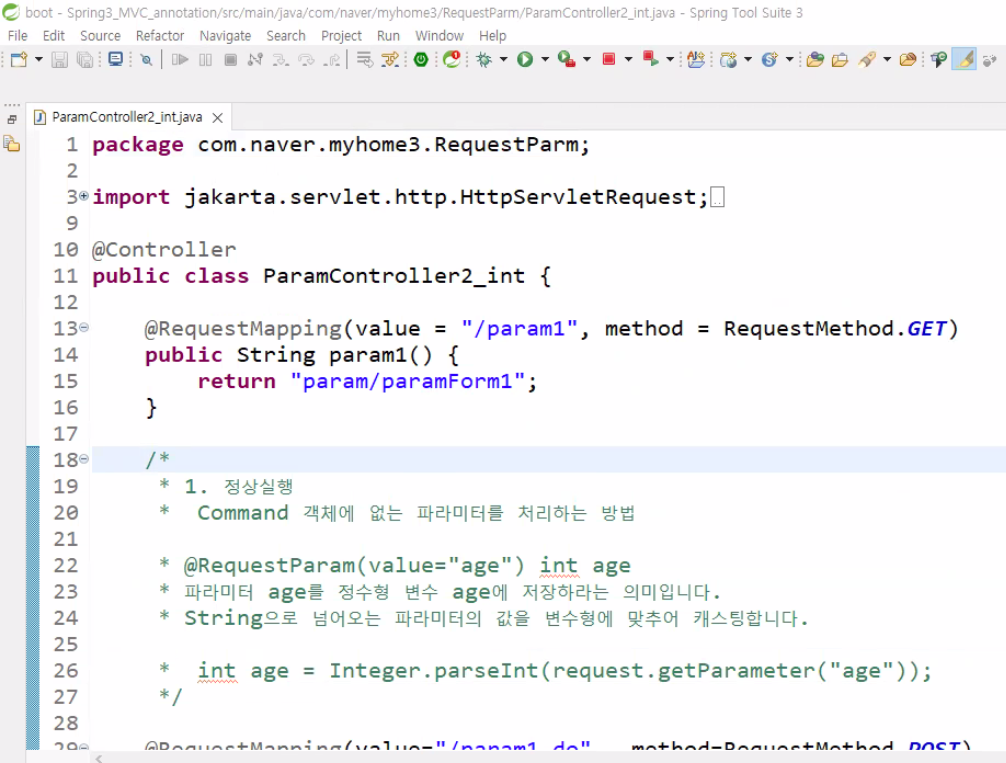 boot - Spring3_MVC_annotation/src/main/java/com/naver/myhome3/RequestParm/ParamController2_int.java - Spring Tool Suite 3
File Edit Source Refactor Navigate Search Project Run Window Help
ParamController2_int.java
1 package com.naver.myhome3.RequestParm;
2
3 import jakarta.servlet.http.HttpServletRequest;
9
10 @Controller
11 public class ParamController2_int {
12
13 @RequestMapping(value = "/param1", method = RequestMethod.GET)
14 public String param1() {
15 return "param/paramForm1";
16 }
17
18 /*
19 * 1. 정상실행
20 * Command 객체에 없는 파라미터를 처리하는 방법
21
22 * @RequestParam(value="age") int age
23 * 파라미터 age를 정수형 변수 age에 저장하라는 의미입니다.
24 * String으로 넘어오는 파라미터의 값을 변수형에 맞추어 캐스팅합니다.
25
26 * int age = Integer.parseInt(request.getParameter("age"));
27 */
28
29 @RequestMapping(value="/param1.do", method=RequestMethod.POST)